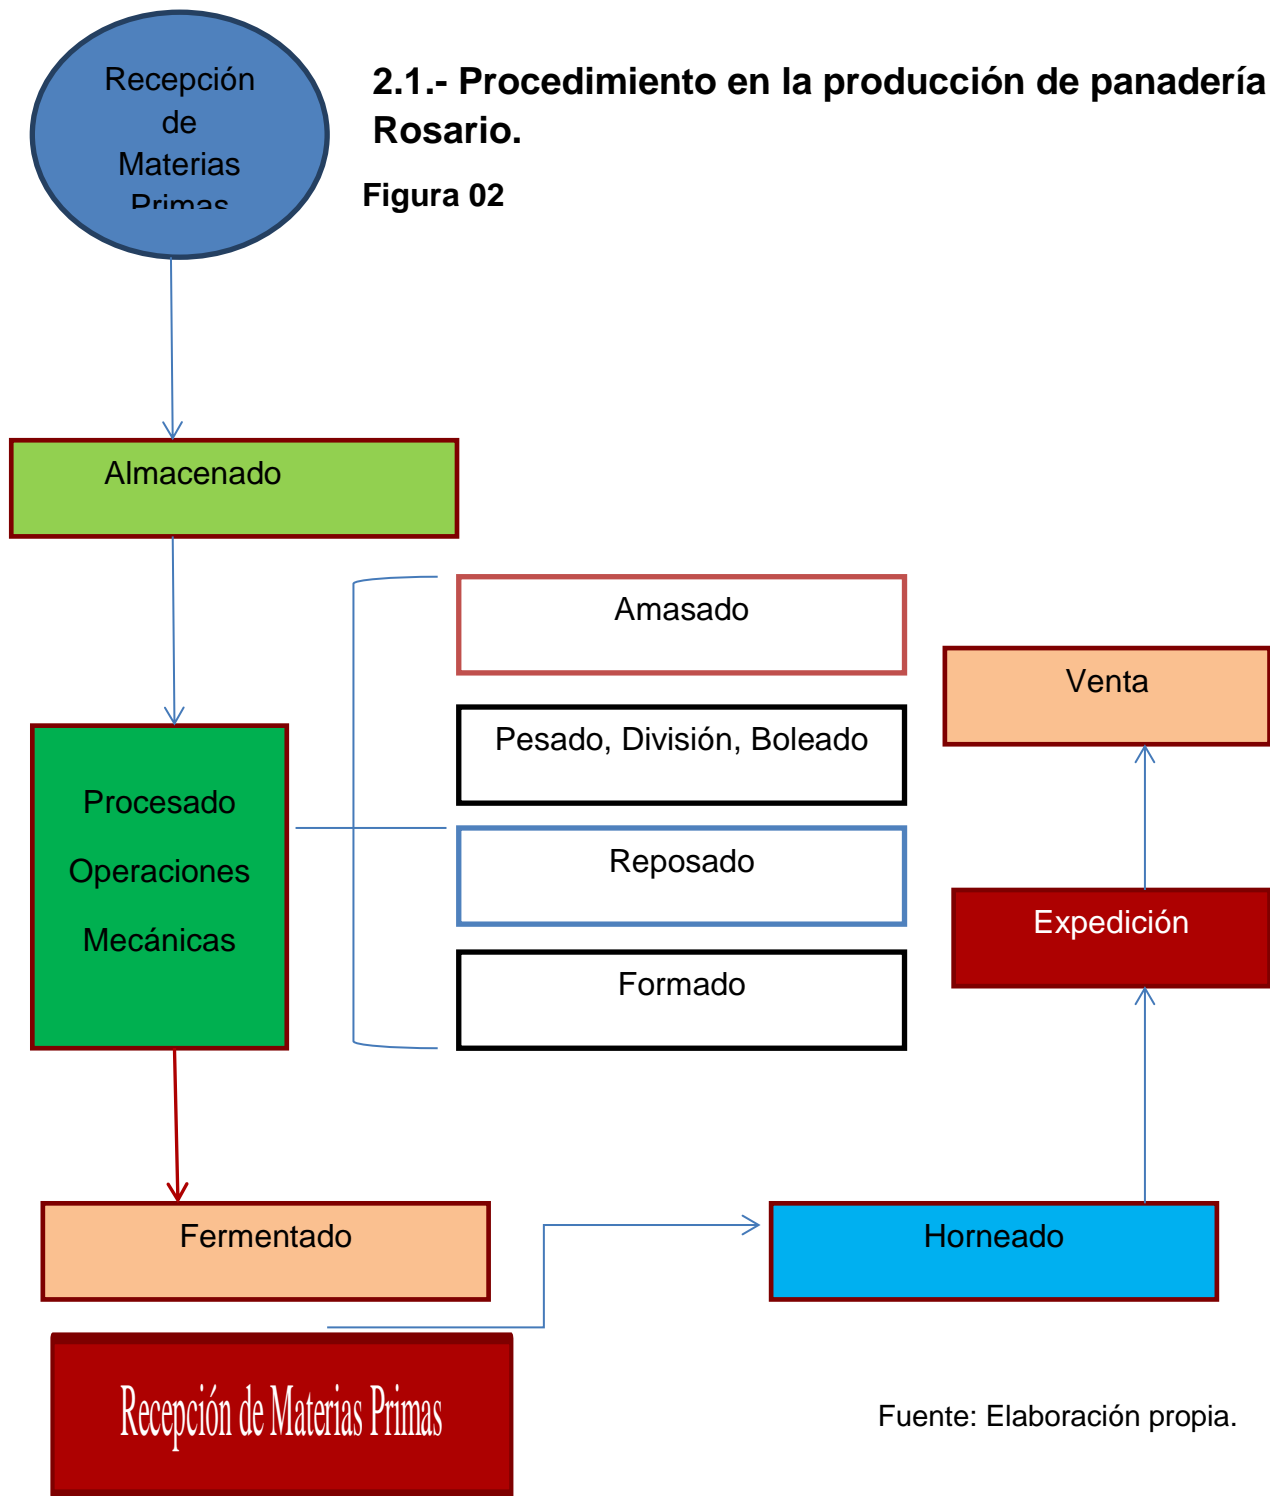 Recepción
de
Materias
Primas
2.1.- Procedimiento en la producción de panadería
Rosario.
Figura 02
Almacenado
Procesado
Operaciones
Mecánicas
Amasado
Pesado, División, Boleado
Reposado
Formado
Venta
Expedición
Fermentado
Horneado
Recepción de Materias Primas
Fuente: Elaboración propia.